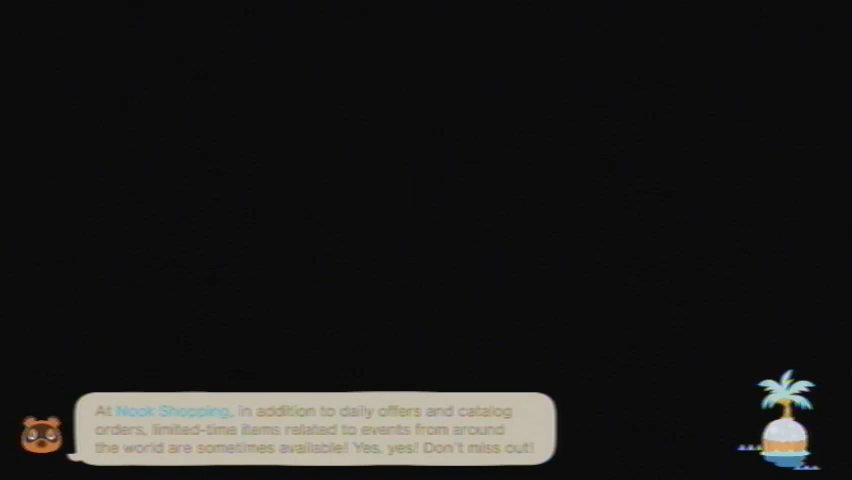 At Nook Shopping, in addition to daily offers and catalog
orders, limited-time items related to events from around
the world are sometimes available! Yes, yes! Don't miss out!